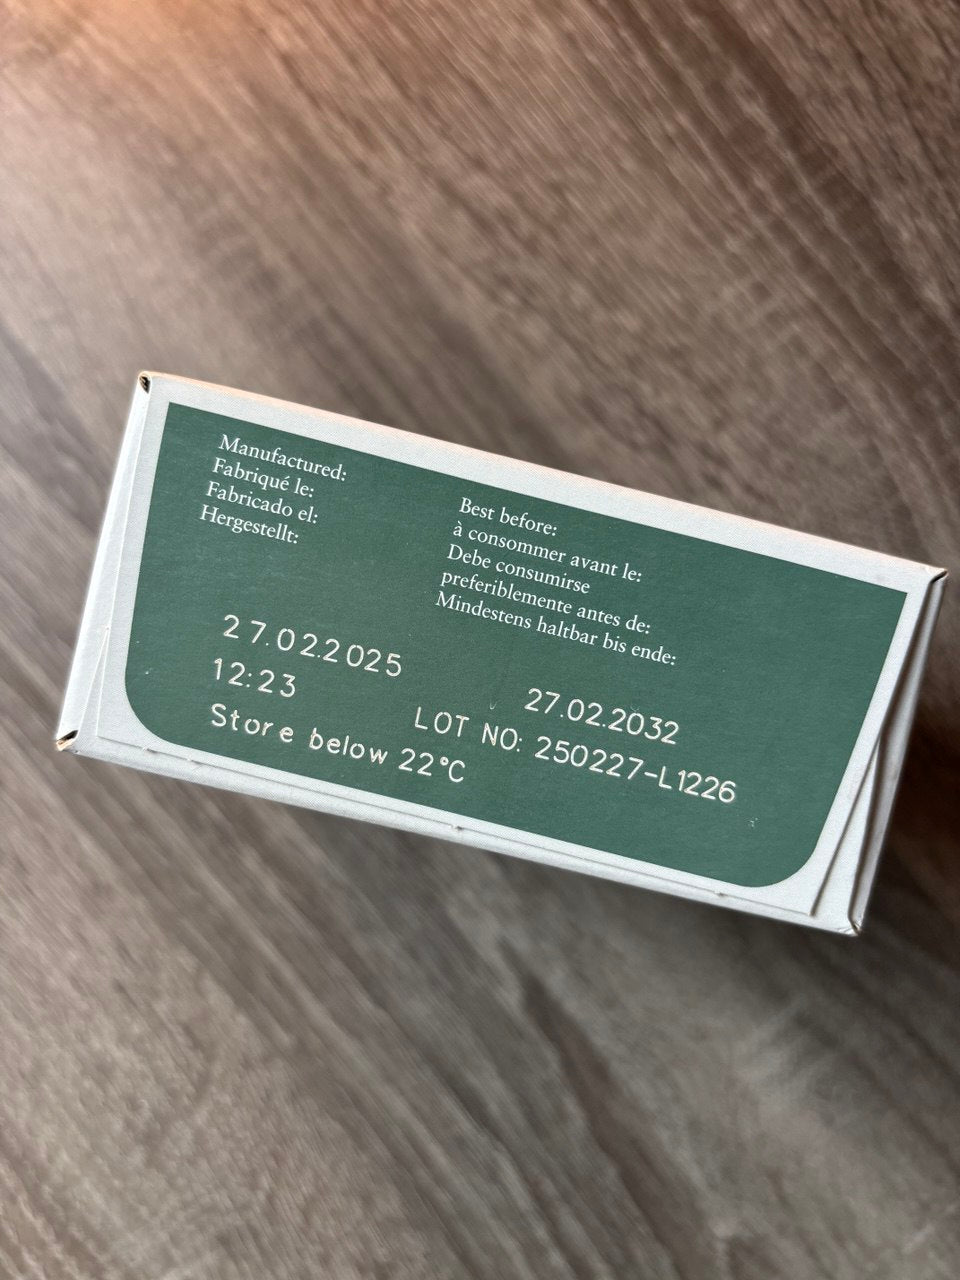 Manufactured:
Fabriqué le:
Fabricado el:
Hergestellt:
27.02.2025
12:23
Store below 22°C
Best before:
à consommer avant le:
Debe consumirse
preferiblemente antes de:
Mindestens haltbar bis ende:
27.02.2032
LOT NO: 250227-L1226